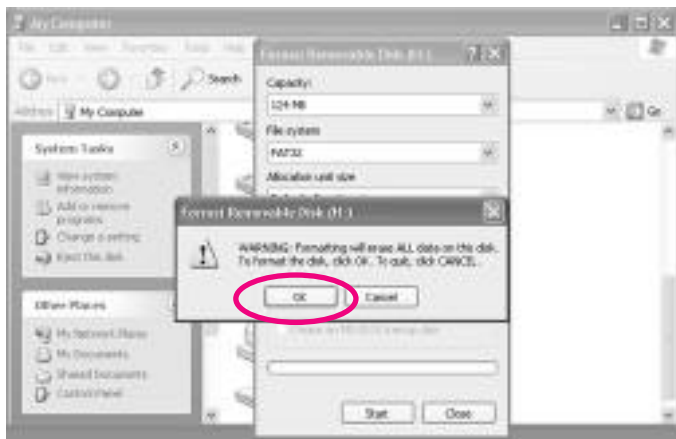 My Computer
File Edit View Favorites Tools Help
Search
Address My Computer Go
System Tasks
View system
information
Add or remove
programs
Change a setting
Eject this disk
Other Places
My Network Places
My Documents
Shared Documents
Control Panel
Format Removable Disk (H:)
Capacity:
124 MB
File system
FAT32
Allocation unit size
Format Removable Disk (H:)
WARNING: Formatting will erase ALL data on this disk.
To format the disk, click OK. To quit, click CANCEL.
OK Cancel
Start Close